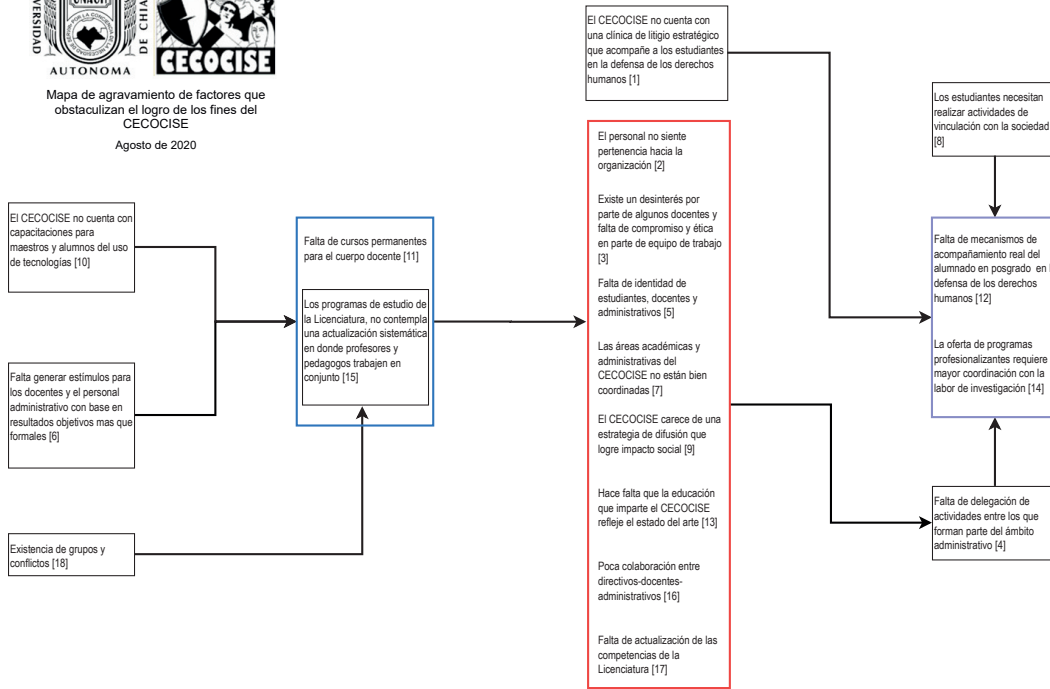 UNACH
POR LA CONCIENCIA DE LA NECESIDAD DE SERVIR
AUTONOMA
DE CHIA
CECOCISE
Mapa de agravamiento de factores que
obstaculizan el logro de los fines del
CECOCISE
Agosto de 2020
El CECOCISE no cuenta con
capacitaciones para
maestros y alumnos del uso
de tecnologías [10]
Falta generar estímulos para
los docentes y el personal
administrativo con base en
resultados objetivos mas que
formales [6]
Existencia de grupos y
conflictos [18]
Falta de cursos permanentes
para el cuerpo docente [11]
Los programas de estudio de
la Licenciatura, no contempla
una actualización sistemática
en donde profesores y
pedagogos trabajen en
conjunto [15]
El CECOCISE no cuenta con
una clínica de litigio estratégico
que acompañe a los estudiantes
en la defensa de los derechos
humanos [1]
El personal no siente
pertenencia hacia la
organización [2]
Existe un desinterés por
parte de algunos docentes y
falta de compromiso y ética
en parte de equipo de trabajo
[3]
Falta de identidad de
estudiantes, docentes y
administrativos [5]
Las áreas académicas y
administrativas del
CECOCISE no están bien
coordinadas [7]
El CECOCISE carece de una
estrategia de difusión que
logre impacto social [9]
Hace falta que la educación
que imparte el CECOCISE
refleje el estado del arte [13]
Poca colaboración entre
directivos-docentes-
administrativos [16]
Falta de actualización de las
competencias de la
Licenciatura [17]
Los estudiantes necesitan
realizar actividades de
vinculación con la sociedad
[8]
Falta de mecanismos de
acompañamiento real del
alumnado en posgrado en l
defensa de los derechos
humanos [12]
La oferta de programas
profesionalizantes requiere
mayor coordinación con la
labor de investigación [14]
Falta de delegación de
actividades entre los que
forman parte del ámbito
administrativo [4]